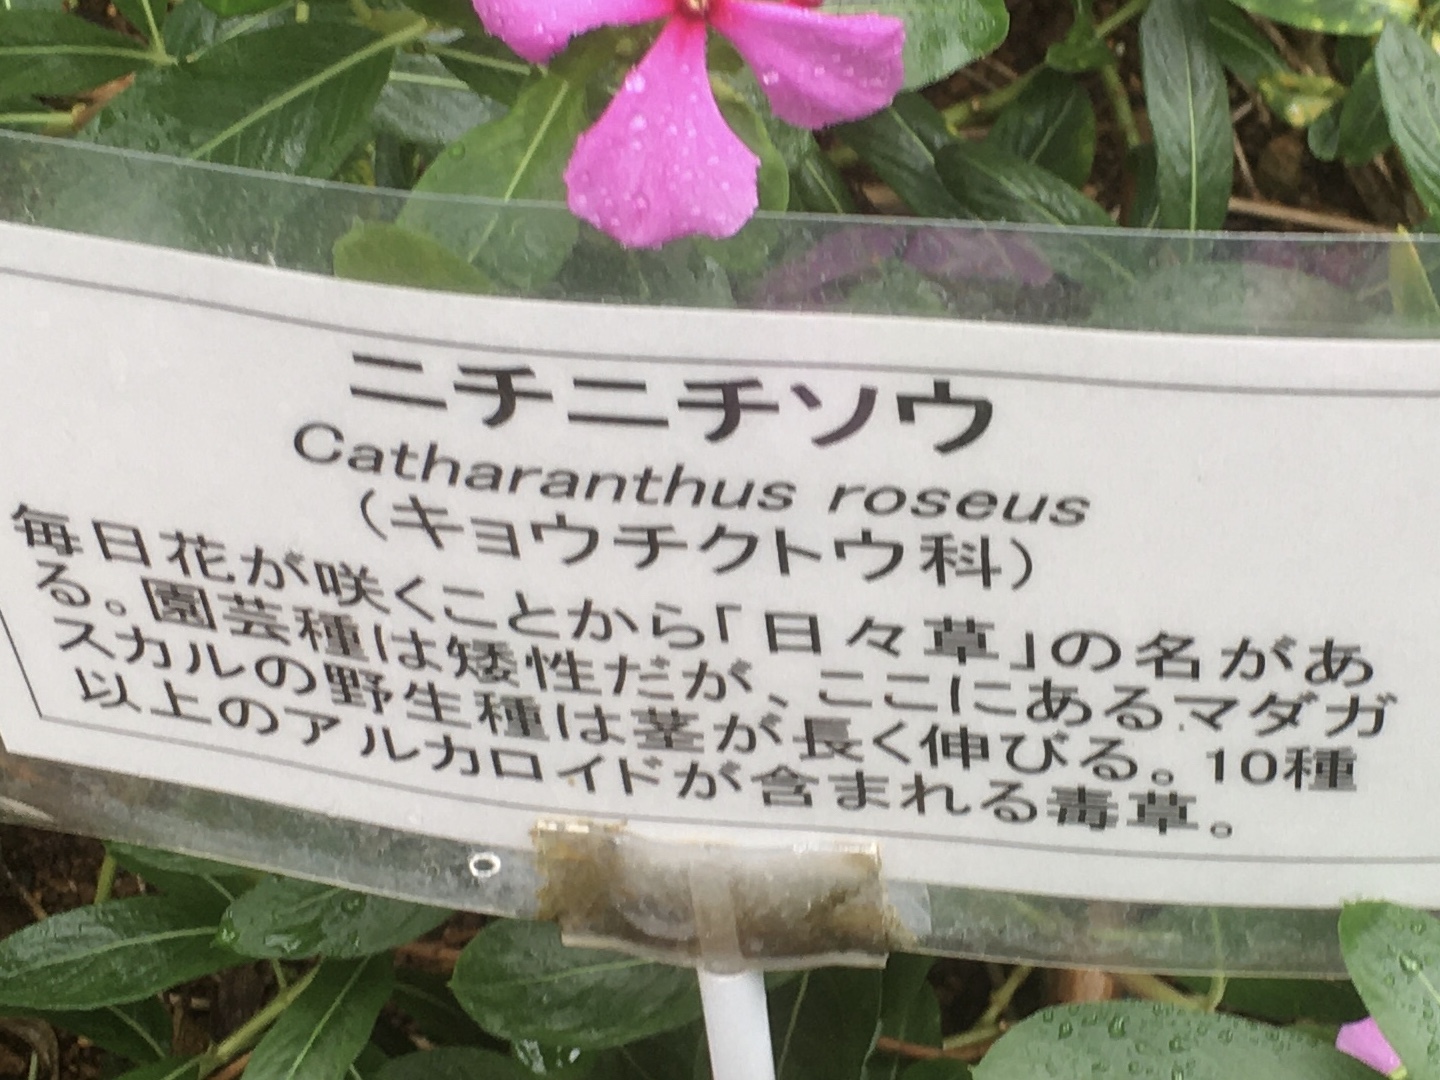 ニチニチソウ
Catharanthus roseus
（キョウチクトウ科）
毎日花が咲くことから「日々草」の名があ
る。園芸種は矮性だが、ここにあるマダガ
スカルの野生種は茎が長く伸びる。10種
以上のアルカロイドが含まれる毒草。